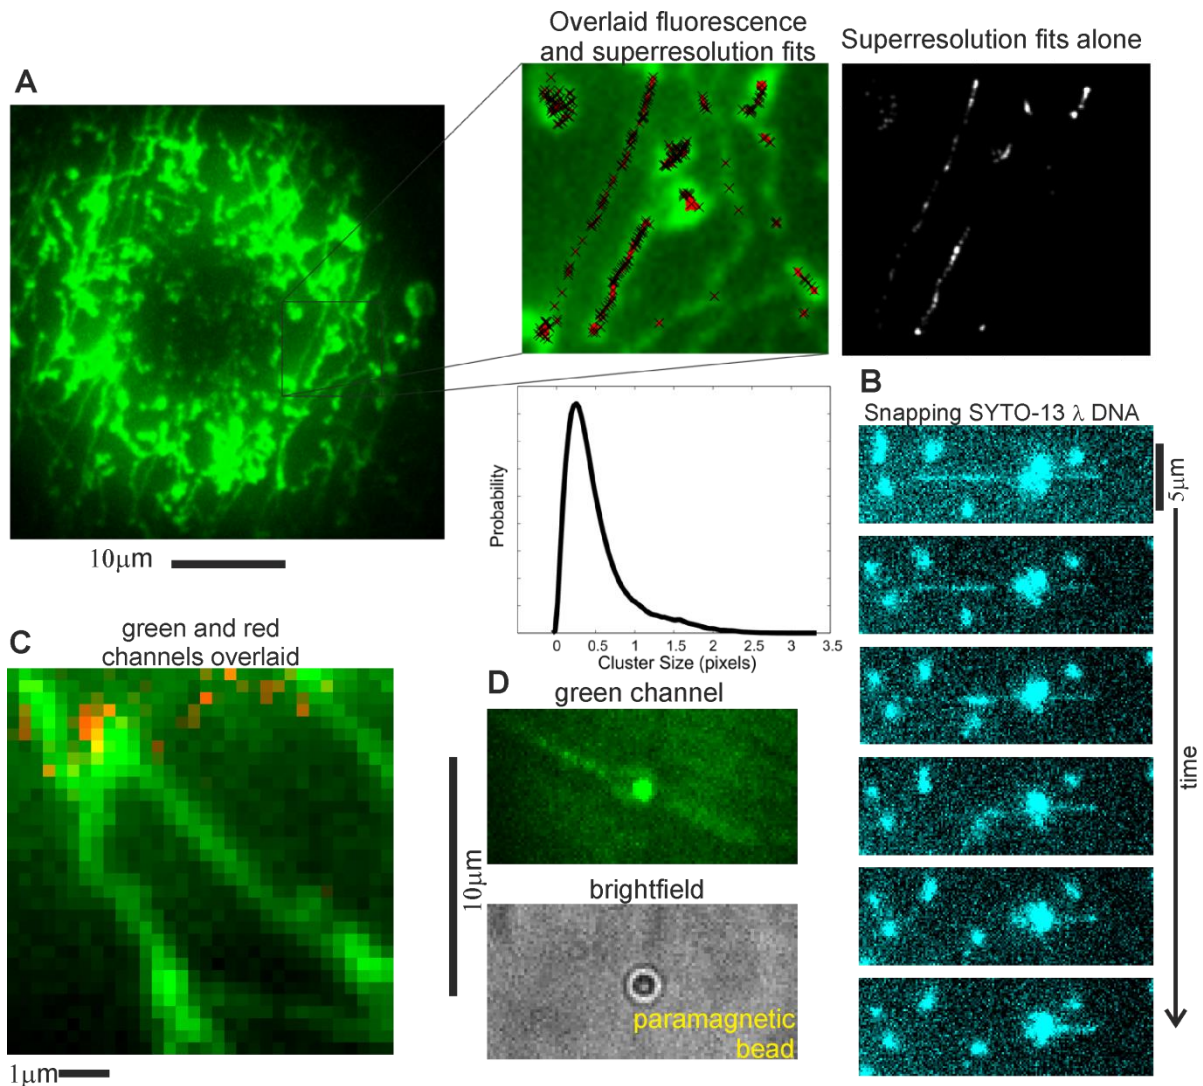 A
Overlaid fluorescence
and superresolution fits
Superresolution fits alone
10μm
Probability
0
0.5
1
1.5
2
2.5
3
3.5
Cluster Size (pixels)
B
Snapping SYTO-13 λ DNA
5μm
time
C
green and red
channels overlaid
1μm
D
green channel
10μm
brightfield
paramagnetic
bead